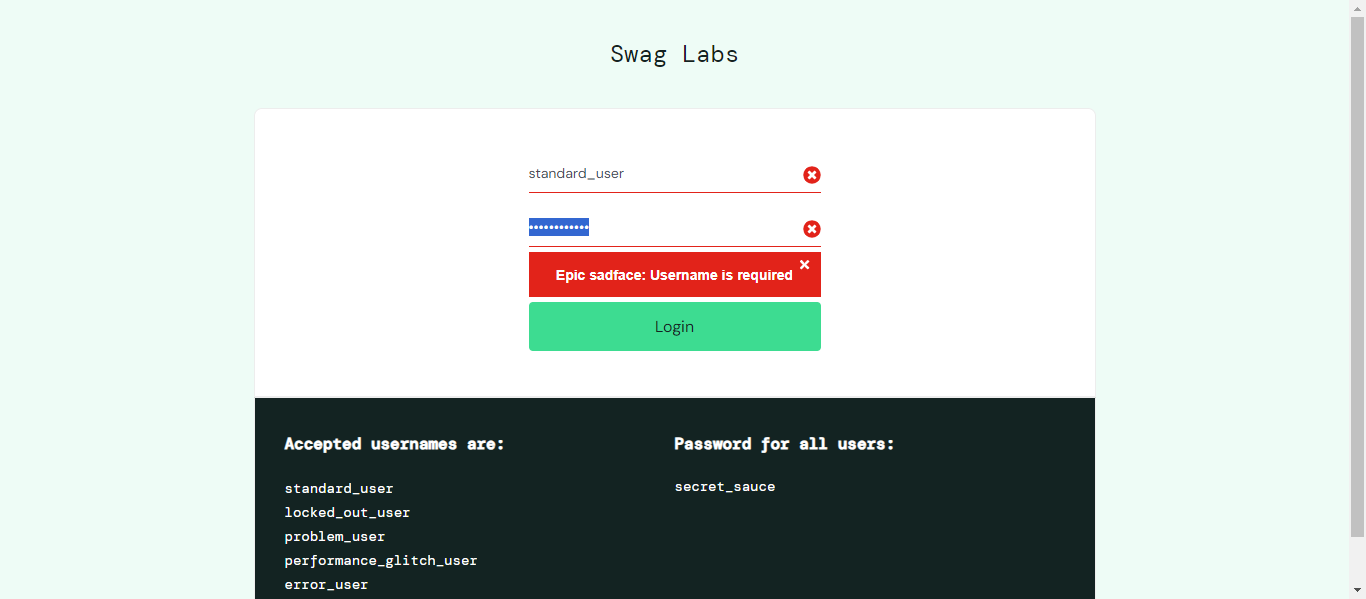 Swag Labs
standard_user
••••••••••••
Epic sadface: Username is required
Login
Accepted usernames are:
standard_user
locked_out_user
problem_user
performance_glitch_user
error_user
Password for all users:
secret_sauce